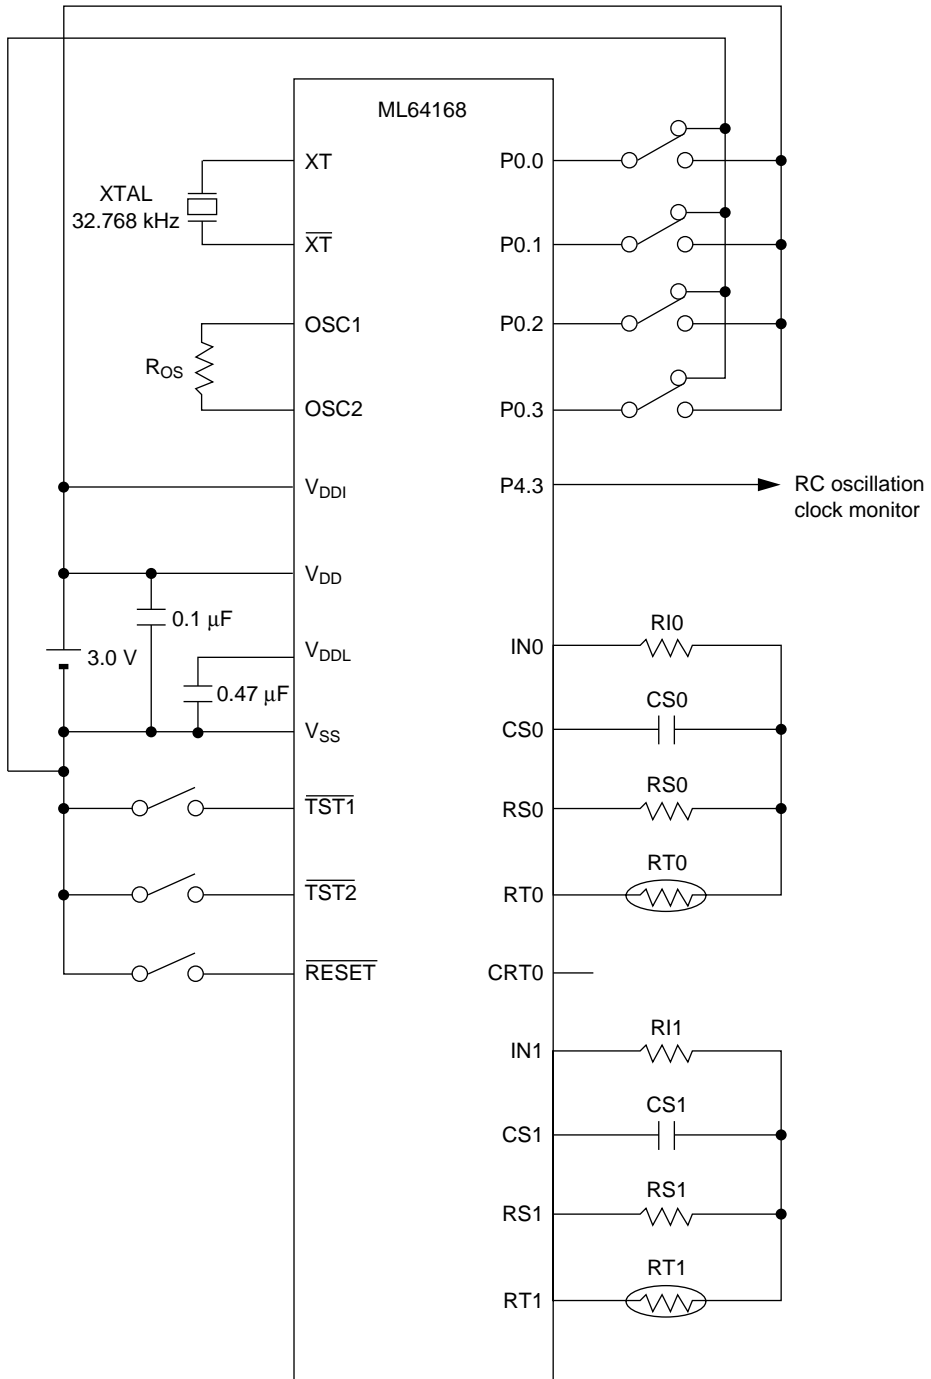 ML64168
XT
P0.0
XTAL
32.768 kHz
XT
P0.1
OSC1
P0.2
ROS
OSC2
P0.3
VDDI
P4.3
RC oscillation
clock monitor
VDD
0.1 μF
RI0
IN0
VDDL
3.0 V
0.47 μF
CS0
CS0
VSS
RS0
TST1
RS0
RT0
TST2
RT0
RESET
CRT0
RI1
IN1
CS1
CS1
RS1
RS1
RT1
RT1